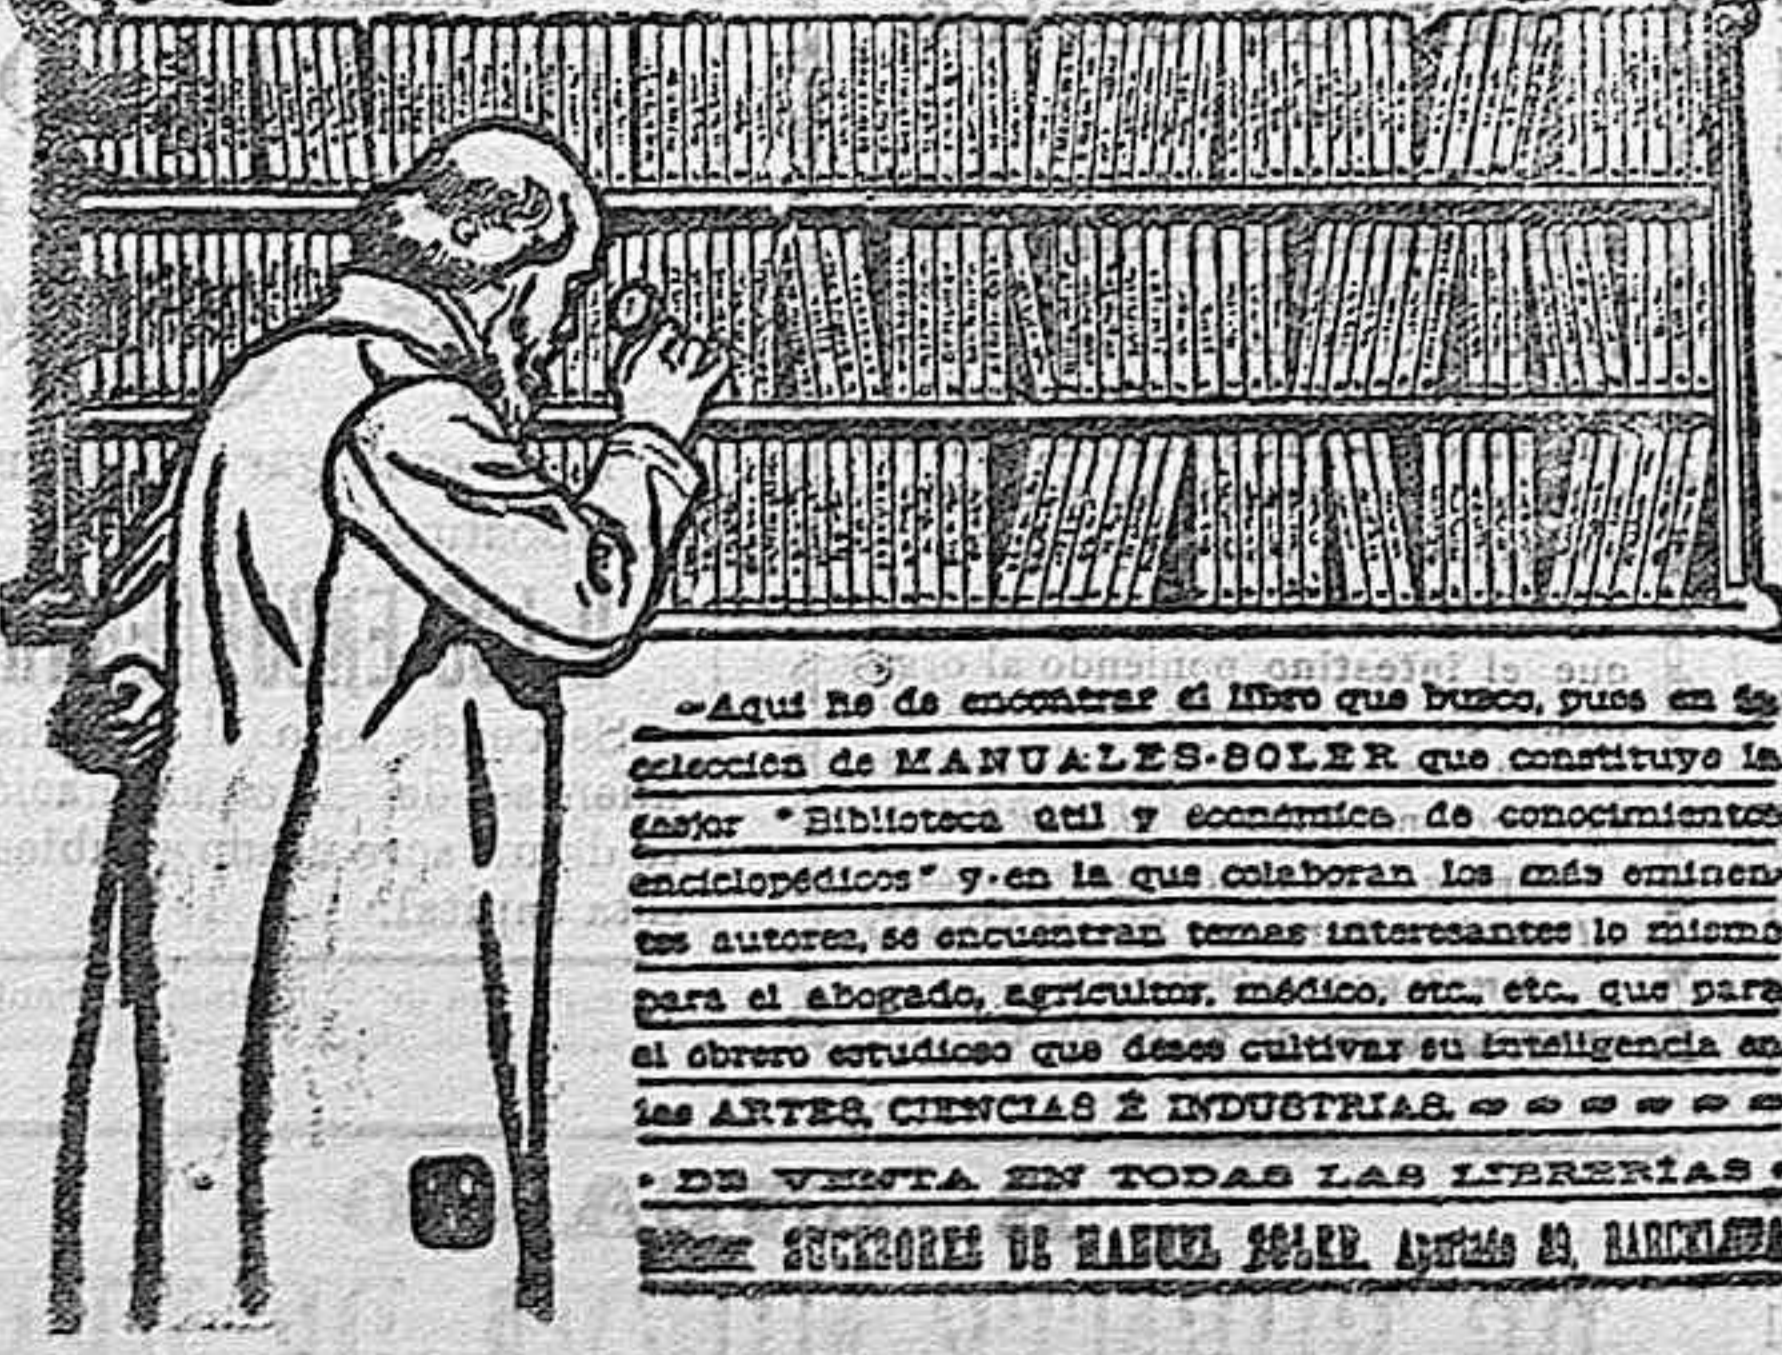 —Aquí he de encontrar el libro que busco, pues en la
colección de MANUALES-SOLER que constituye la
mejor "Biblioteca útil y económica de conocimientos
enciclopédicos" y en la que colaboran los más eminen-
tes autores, se encuentran temas interesantes lo mismo
para el abogado, agricultor, médico, etc., etc., que para
el obrero estudioso que desee cultivar su inteligencia en
las ARTES, CIENCIAS É INDUSTRIAS.
DE VENTA EN TODAS LAS LIBRERÍAS
SUCESORES DE MANUEL SOLER. Apartado 89, BARCELONA